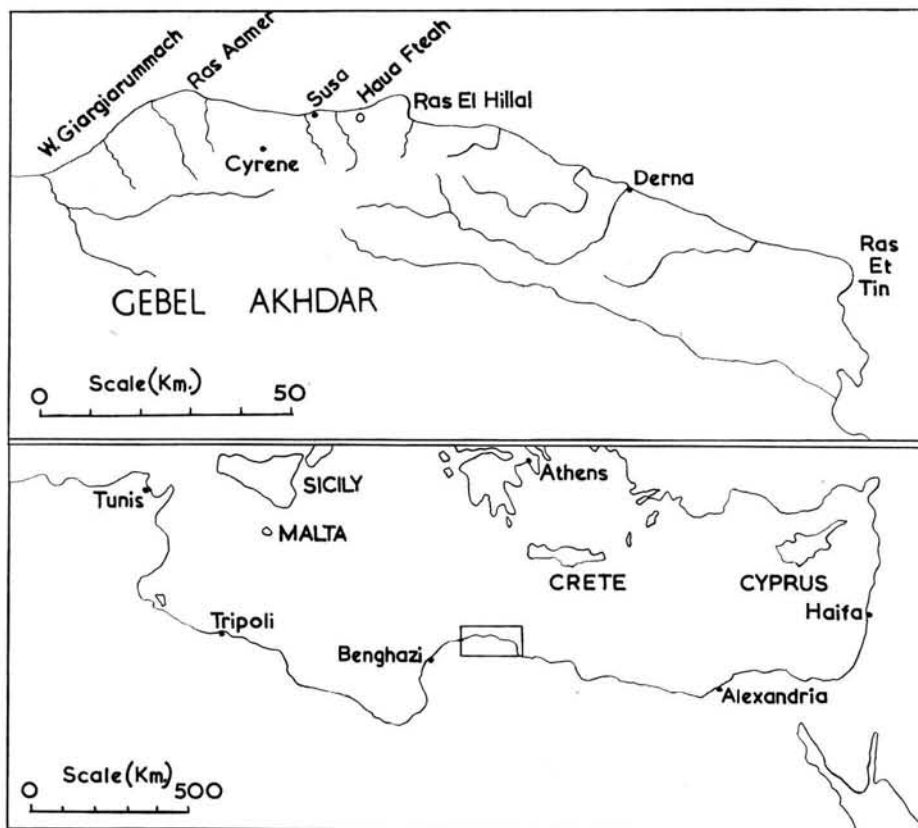 W. Giargiarummach
Ras Aamer
Susa
Haua Fteah
Ras El Hillal
Cyrene
Derna
Ras
Et
Tin
GEBEL AKHDAR
Scale (Km.)
0 50
Athens
Tunis
SICILY
MALTA
CRETE
CYPRUS
Haifa
Tripoli
Benghazi
Alexandria
Scale (Km.)
0 500